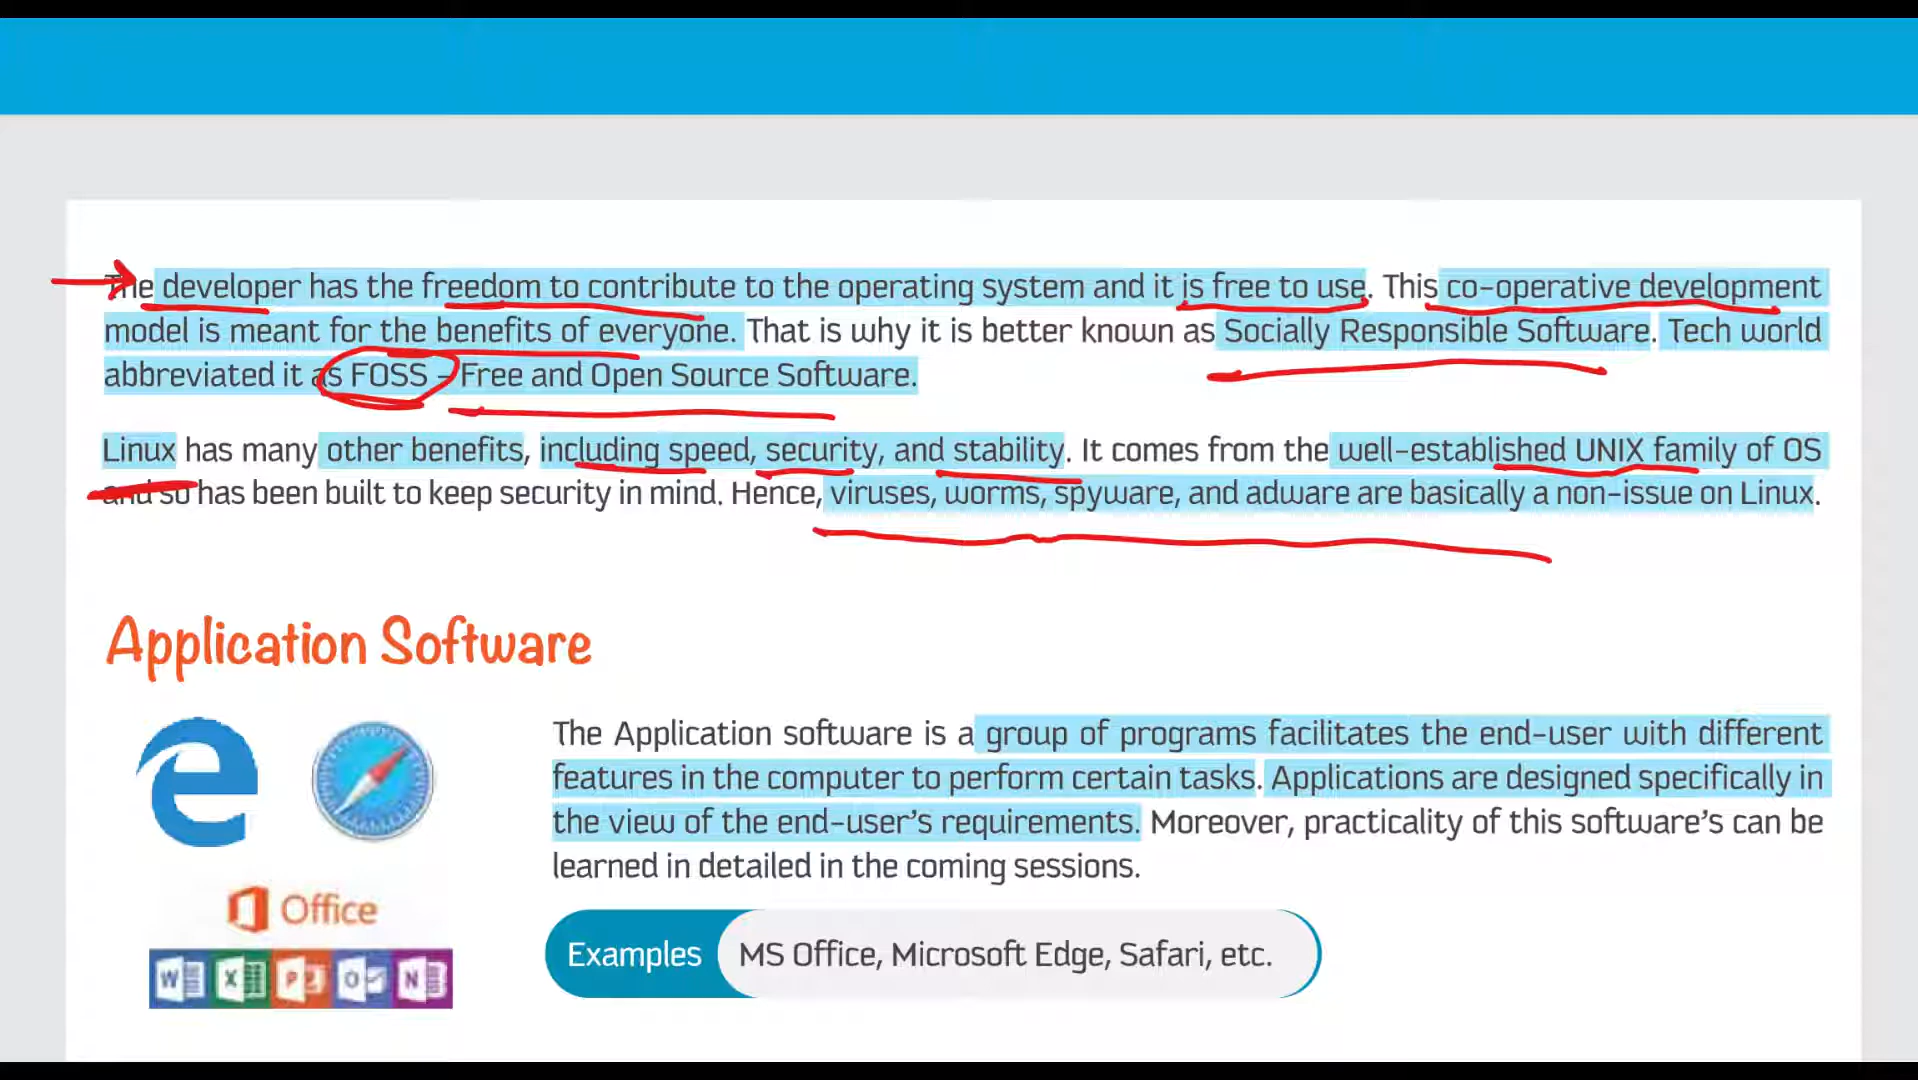 The developer has the freedom to contribute to the operating system and it is free to use. This co-operative development
model is meant for the benefits of everyone. That is why it is better known as Socially Responsible Software. Tech world
abbreviated it as FOSS - Free and Open Source Software.
Linux has many other benefits, including speed, security, and stability. It comes from the well-established UNIX family of OS
and so has been built to keep security in mind. Hence, viruses, worms, spyware, and adware are basically a non-issue on Linux.
Application Software
The Application software is a group of programs facilitates the end-user with different
features in the computer to perform certain tasks. Applications are designed specifically in
the view of the end-user's requirements. Moreover, practicality of this software's can be
learned in detailed in the coming sessions.
Office
W X P O N
Examples MS Office, Microsoft Edge, Safari, etc.